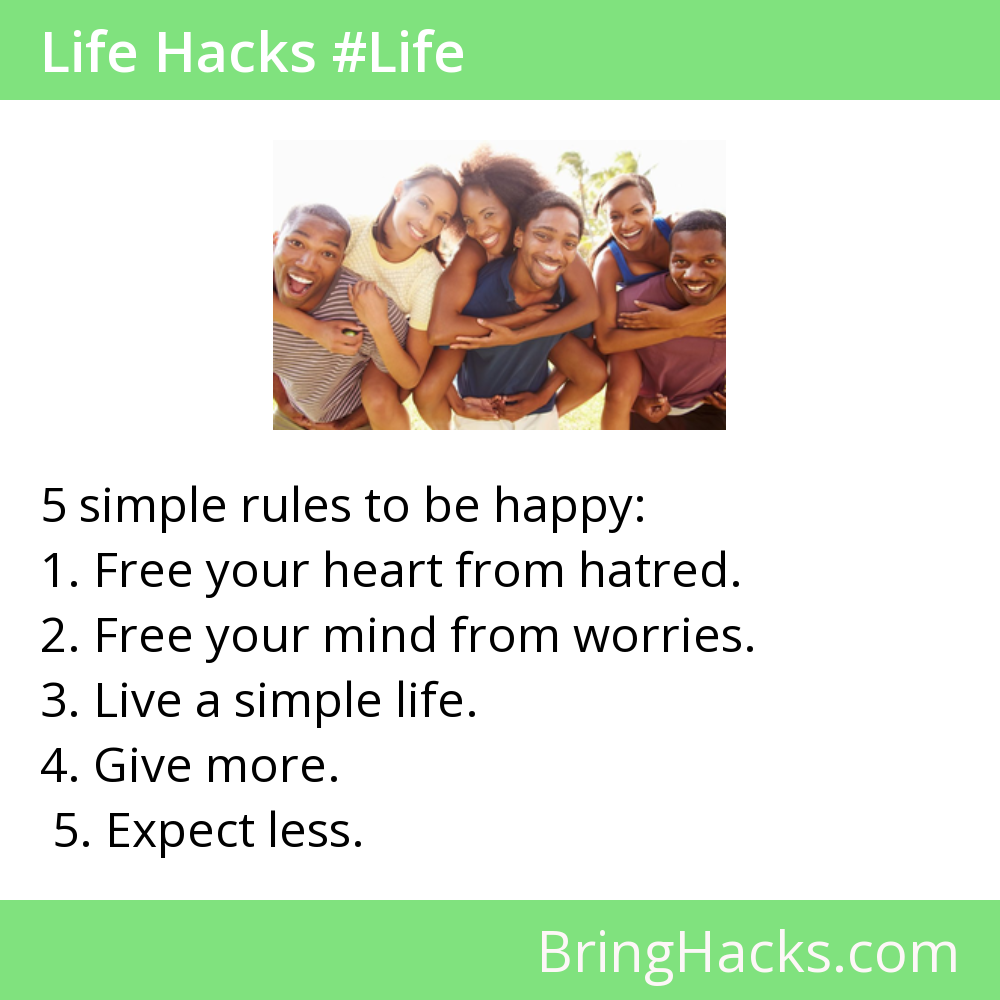 Life Hacks #Life
5 simple rules to be happy:
1. Free your heart from hatred.
2. Free your mind from worries.
3. Live a simple life.
4. Give more.
5. Expect less.
BringHacks.com